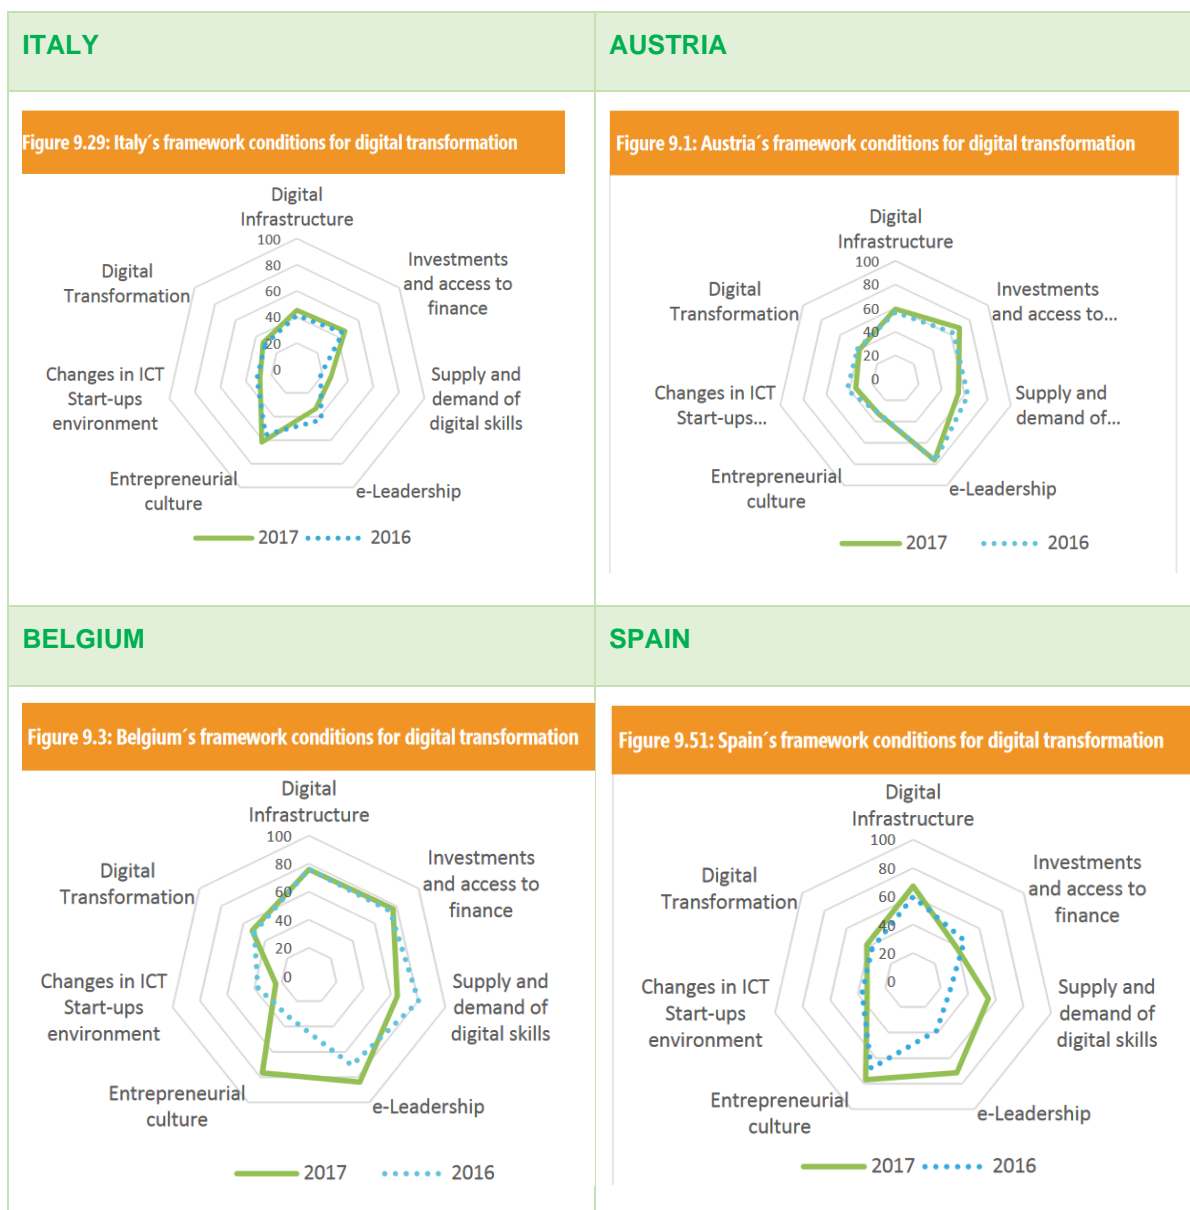 ITALY
AUSTRIA
Figure 9.29: Italy´s framework conditions for digital transformation
Digital
Infrastructure
100
80
60
40
20
0
Investments
and access to
finance
Supply and
demand of
digital skills
e-Leadership
Entrepreneurial
culture
Changes in ICT
Start-ups
environment
Digital
Transformation
2017
2016
Figure 9.1: Austria´s framework conditions for digital transformation
Digital
Infrastructure
100
80
60
40
20
0
Investments
and access to...
Supply and
demand of...
e-Leadership
Entrepreneurial
culture
Changes in ICT
Start-ups...
Digital
Transformation
2017
2016
BELGIUM
SPAIN
Figure 9.3: Belgium´s framework conditions for digital transformation
Digital
Infrastructure
100
80
60
40
20
0
Investments
and access to
finance
Supply and
demand of
digital skills
e-Leadership
Entrepreneurial
culture
Changes in ICT
Start-ups
environment
Digital
Transformation
2017
2016
Figure 9.51: Spain´s framework conditions for digital transformation
Digital
Infrastructure
100
80
60
40
20
0
Investments
and access to
finance
Supply and
demand of
digital skills
e-Leadership
Entrepreneurial
culture
Changes in ICT
Start-ups
environment
Digital
Transformation
2017
2016